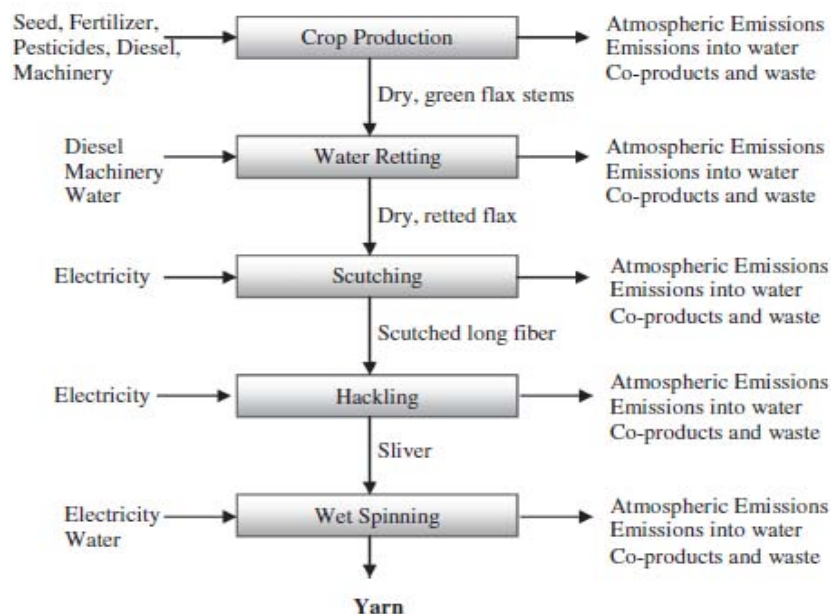 Seed, Fertilizer,
Pesticides, Diesel,
Machinery
Crop Production
Atmospheric Emissions
Emissions into water
Co-products and waste
Dry, green flax stems
Diesel
Machinery
Water
Water Retting
Atmospheric Emissions
Emissions into water
Co-products and waste
Dry, retted flax
Electricity
Scutching
Atmospheric Emissions
Emissions into water
Co-products and waste
Scutched long fiber
Electricity
Hackling
Atmospheric Emissions
Emissions into water
Co-products and waste
Sliver
Electricity
Water
Wet Spinning
Atmospheric Emissions
Emissions into water
Co-products and waste
Yarn